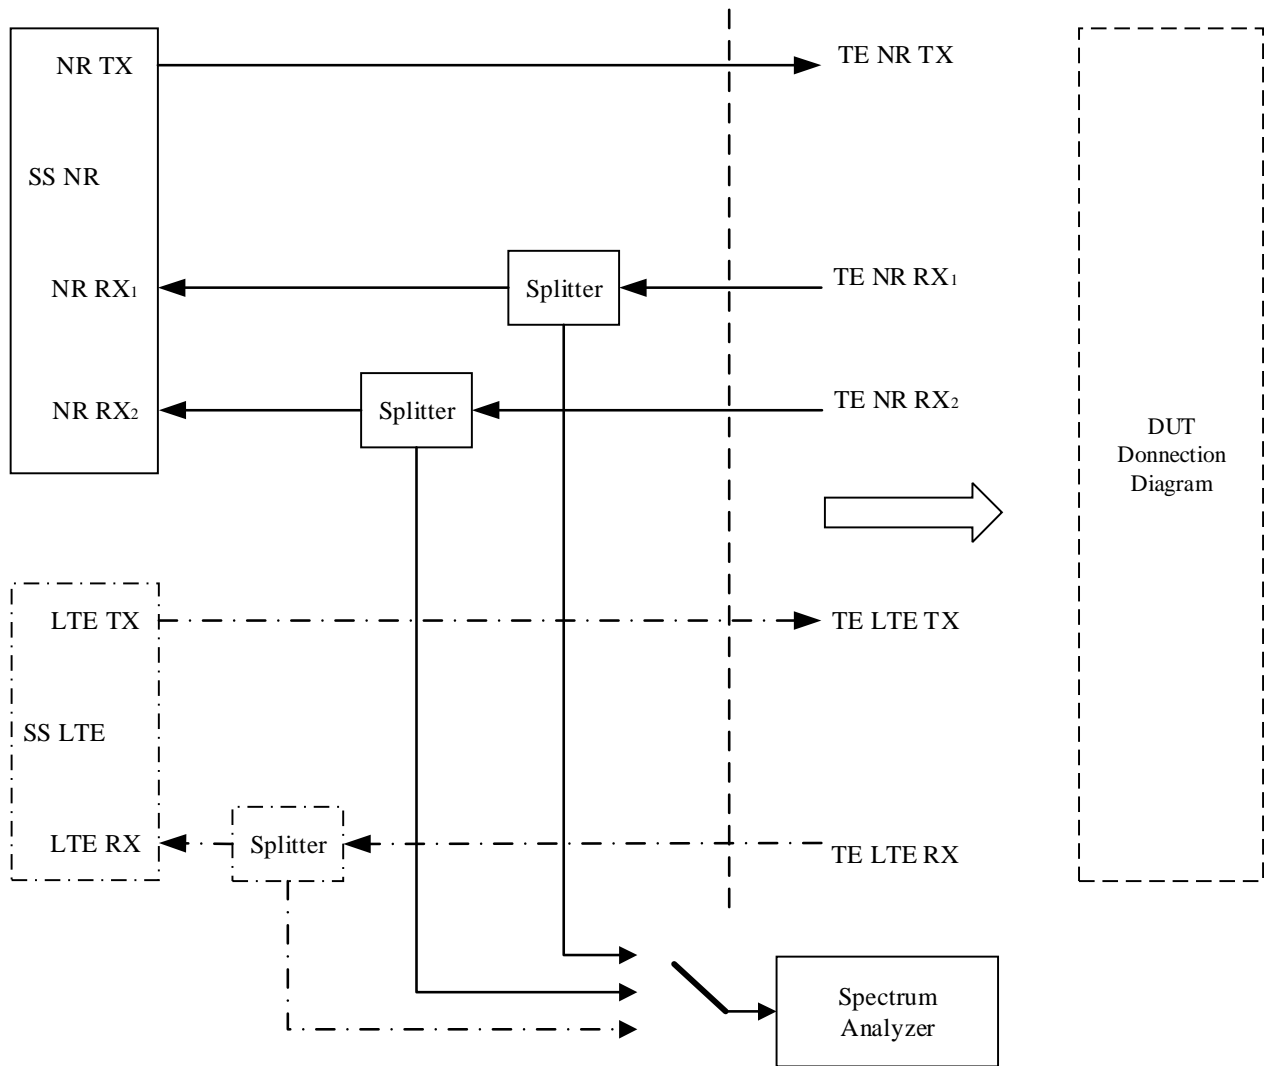 NR TX
TE NR TX
SS NR
NR RX1
Splitter
TE NR RX1
NR RX2
Splitter
TE NR RX2
DUT
Donnection
Diagram
LTE TX
TE LTE TX
SS LTE
LTE RX
Splitter
TE LTE RX
Spectrum
Analyzer